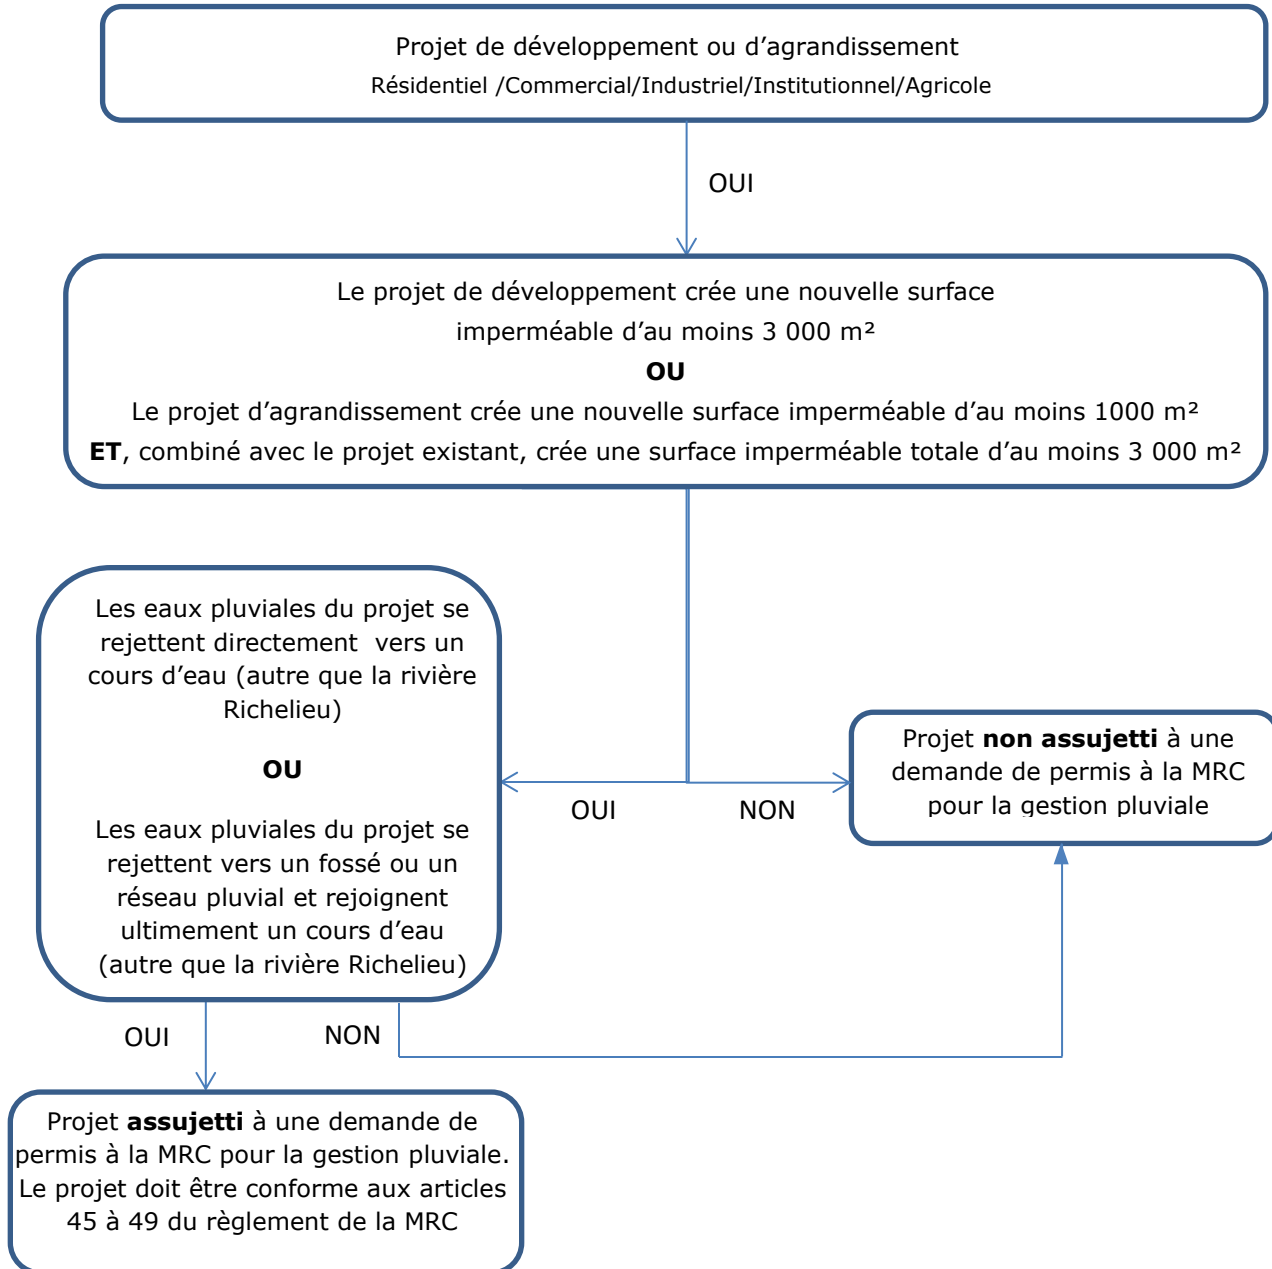 Projet de développement ou d’agrandissement
Résidentiel /Commercial/Industriel/Institutionnel/Agricole
OUI
Le projet de développement crée une nouvelle surface
imperméable d’au moins 3 000 m²
OU
Le projet d’agrandissement crée une nouvelle surface imperméable d’au moins 1000 m²
ET, combiné avec le projet existant, crée une surface imperméable totale d’au moins 3 000 m²
Les eaux pluviales du projet se
rejettent directement vers un
cours d’eau (autre que la rivière
Richelieu)
OU
Les eaux pluviales du projet se
rejettent vers un fossé ou un
réseau pluvial et rejoignent
ultimement un cours d’eau
(autre que la rivière Richelieu)
OUI
NON
Projet non assujetti à une
demande de permis à la MRC
pour la gestion pluviale
OUI
NON
Projet assujetti à une demande de
permis à la MRC pour la gestion pluviale.
Le projet doit être conforme aux articles
45 à 49 du règlement de la MRC